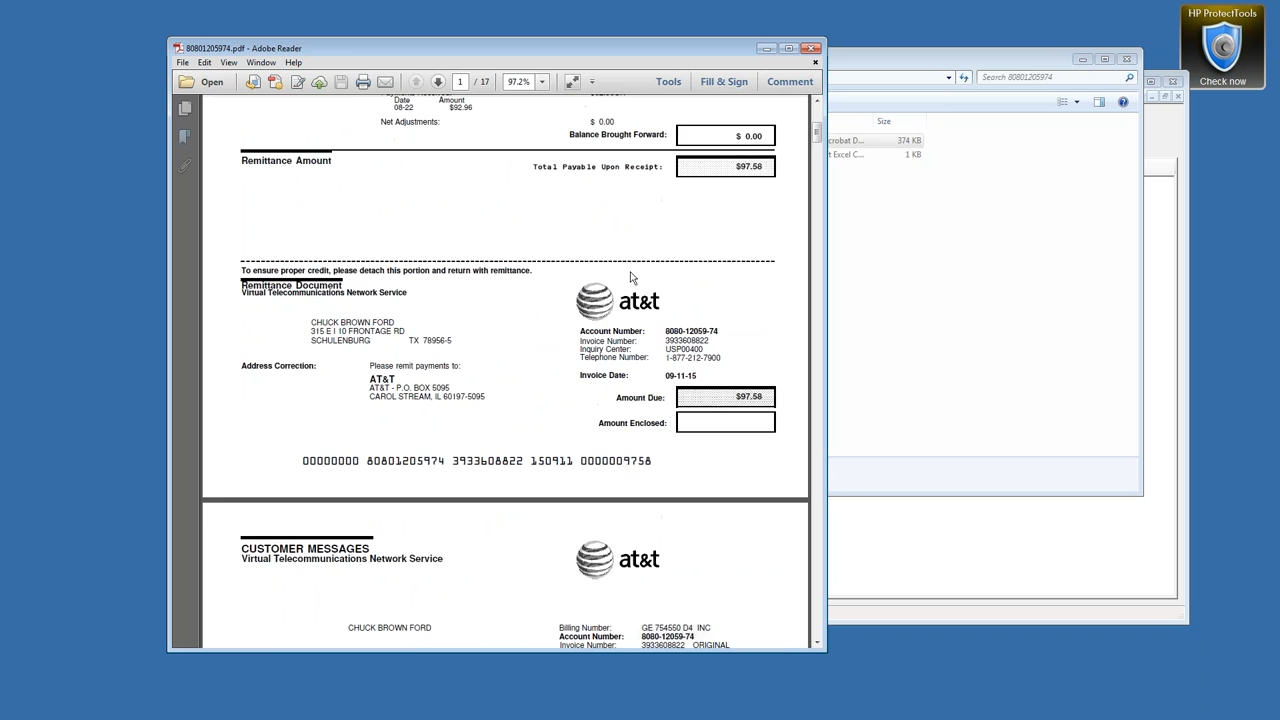 HP ProtectTools
Check now
80801205974.pdf - Adobe Reader
File Edit View Window Help
Open 1 / 17 97.2% Tools Fill & Sign Comment
Search 80801205974
Size
crobat D... 374 KB
t Excel C... 1 KB
Date Amount
08-22 $92.96
Net Adjustments: $ 0.00
Balance Brought Forward: $ 0.00
Remittance Amount
Total Payable Upon Receipt: $97.58
To ensure proper credit, please detach this portion and return with remittance.
Remittance Document
Virtual Telecommunications Network Service
at&t
CHUCK BROWN FORD
315 E I 10 FRONTAGE RD
SCHULENBURG TX 78956-5
Account Number: 8080-12059-74
Invoice Number: 3933608822
Inquiry Center: USP00400
Telephone Number: 1-877-212-7900
Address Correction: Please remit payments to:
AT&T
AT&T - P.O. BOX 5095
CAROL STREAM, IL 60197-5095
Invoice Date: 09-11-15
Amount Due: $97.58
Amount Enclosed:
00000000 80801205974 3933608822 150911 0000009758
CUSTOMER MESSAGES
Virtual Telecommunications Network Service
at&t
CHUCK BROWN FORD
Billing Number: GE 754550 D4 INC
Account Number: 8080-12059-74
Invoice Number: 3933608822 ORIGINAL